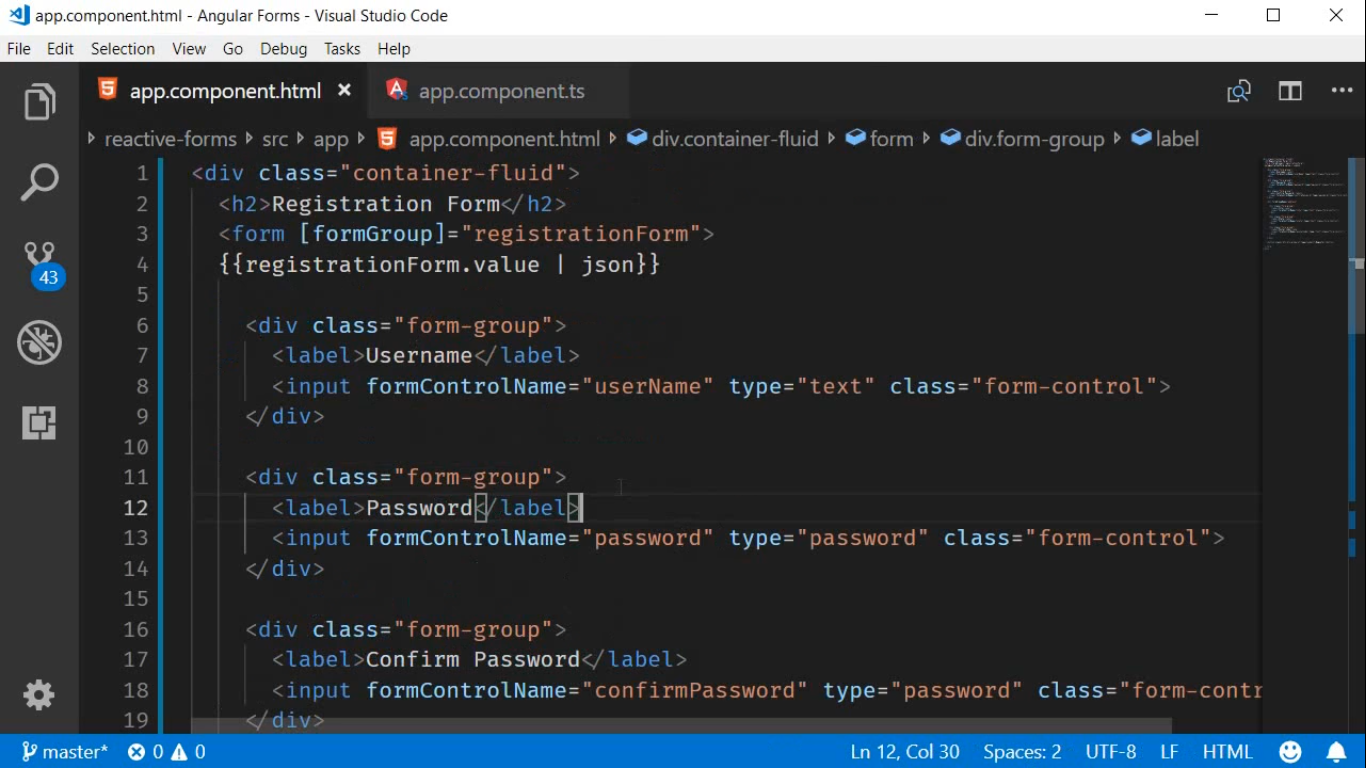 app.component.html - Angular Forms - Visual Studio Code
File Edit Selection View Go Debug Tasks Help
app.component.html app.component.ts
reactive-forms src app app.component.html div.container-fluid form div.form-group label
1 <div class="container-fluid">
2 <h2>Registration Form</h2>
3 <form [formGroup]="registrationForm">
4 {{registrationForm.value | json}}
5
6 <div class="form-group">
7 <label>Username</label>
8 <input formControlName="userName" type="text" class="form-control">
9 </div>
10
11 <div class="form-group">
12 <label>Password</label>
13 <input formControlName="password" type="password" class="form-control">
14 </div>
15
16 <div class="form-group">
17 <label>Confirm Password</label>
18 <input formControlName="confirmPassword" type="password" class="form-contr
19 </div>
43
master* 0 0 Ln 12, Col 30 Spaces: 2 UTF-8 LF HTML